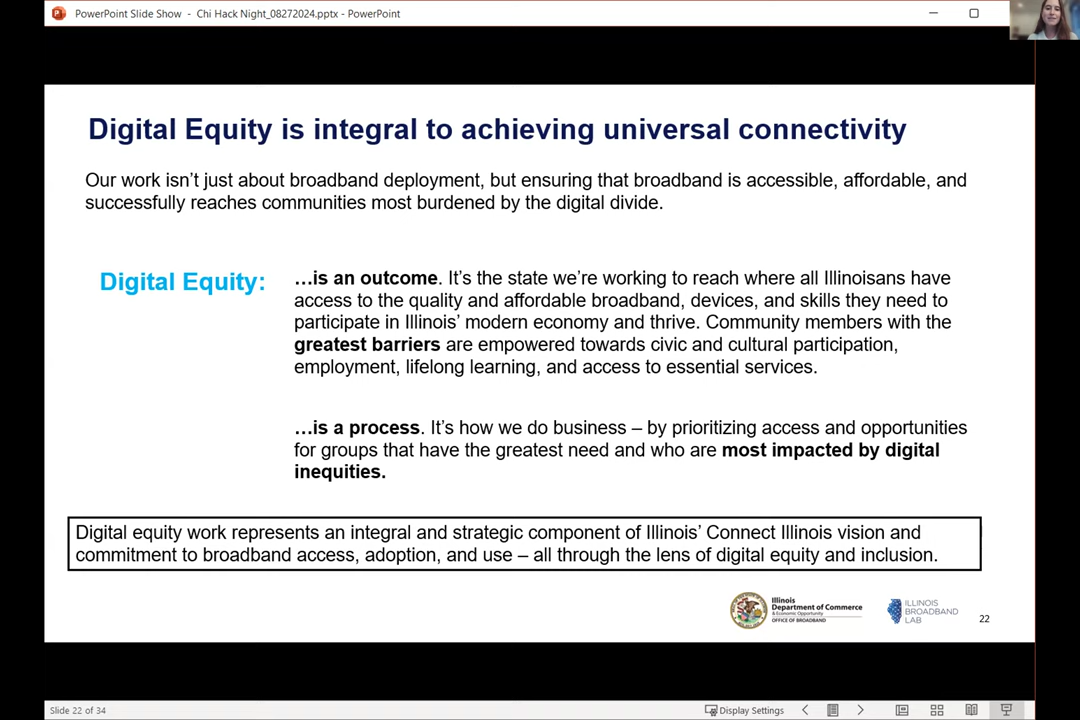 PowerPoint Slide Show - Chi Hack Night_08272024.pptx - PowerPoint
Digital Equity is integral to achieving universal connectivity
Our work isn’t just about broadband deployment, but ensuring that broadband is accessible, affordable, and
successfully reaches communities most burdened by the digital divide.
Digital Equity:
…is an outcome. It’s the state we’re working to reach where all Illinoisans have
access to the quality and affordable broadband, devices, and skills they need to
participate in Illinois’ modern economy and thrive. Community members with the
greatest barriers are empowered towards civic and cultural participation,
employment, lifelong learning, and access to essential services.
…is a process. It’s how we do business – by prioritizing access and opportunities
for groups that have the greatest need and who are most impacted by digital
inequities.
Digital equity work represents an integral and strategic component of Illinois’ Connect Illinois vision and
commitment to broadband access, adoption, and use – all through the lens of digital equity and inclusion.
Illinois
Department of Commerce
& Economic Opportunity
OFFICE OF BROADBAND
ILLINOIS
BROADBAND
LAB
22
Slide 22 of 34
Display Settings